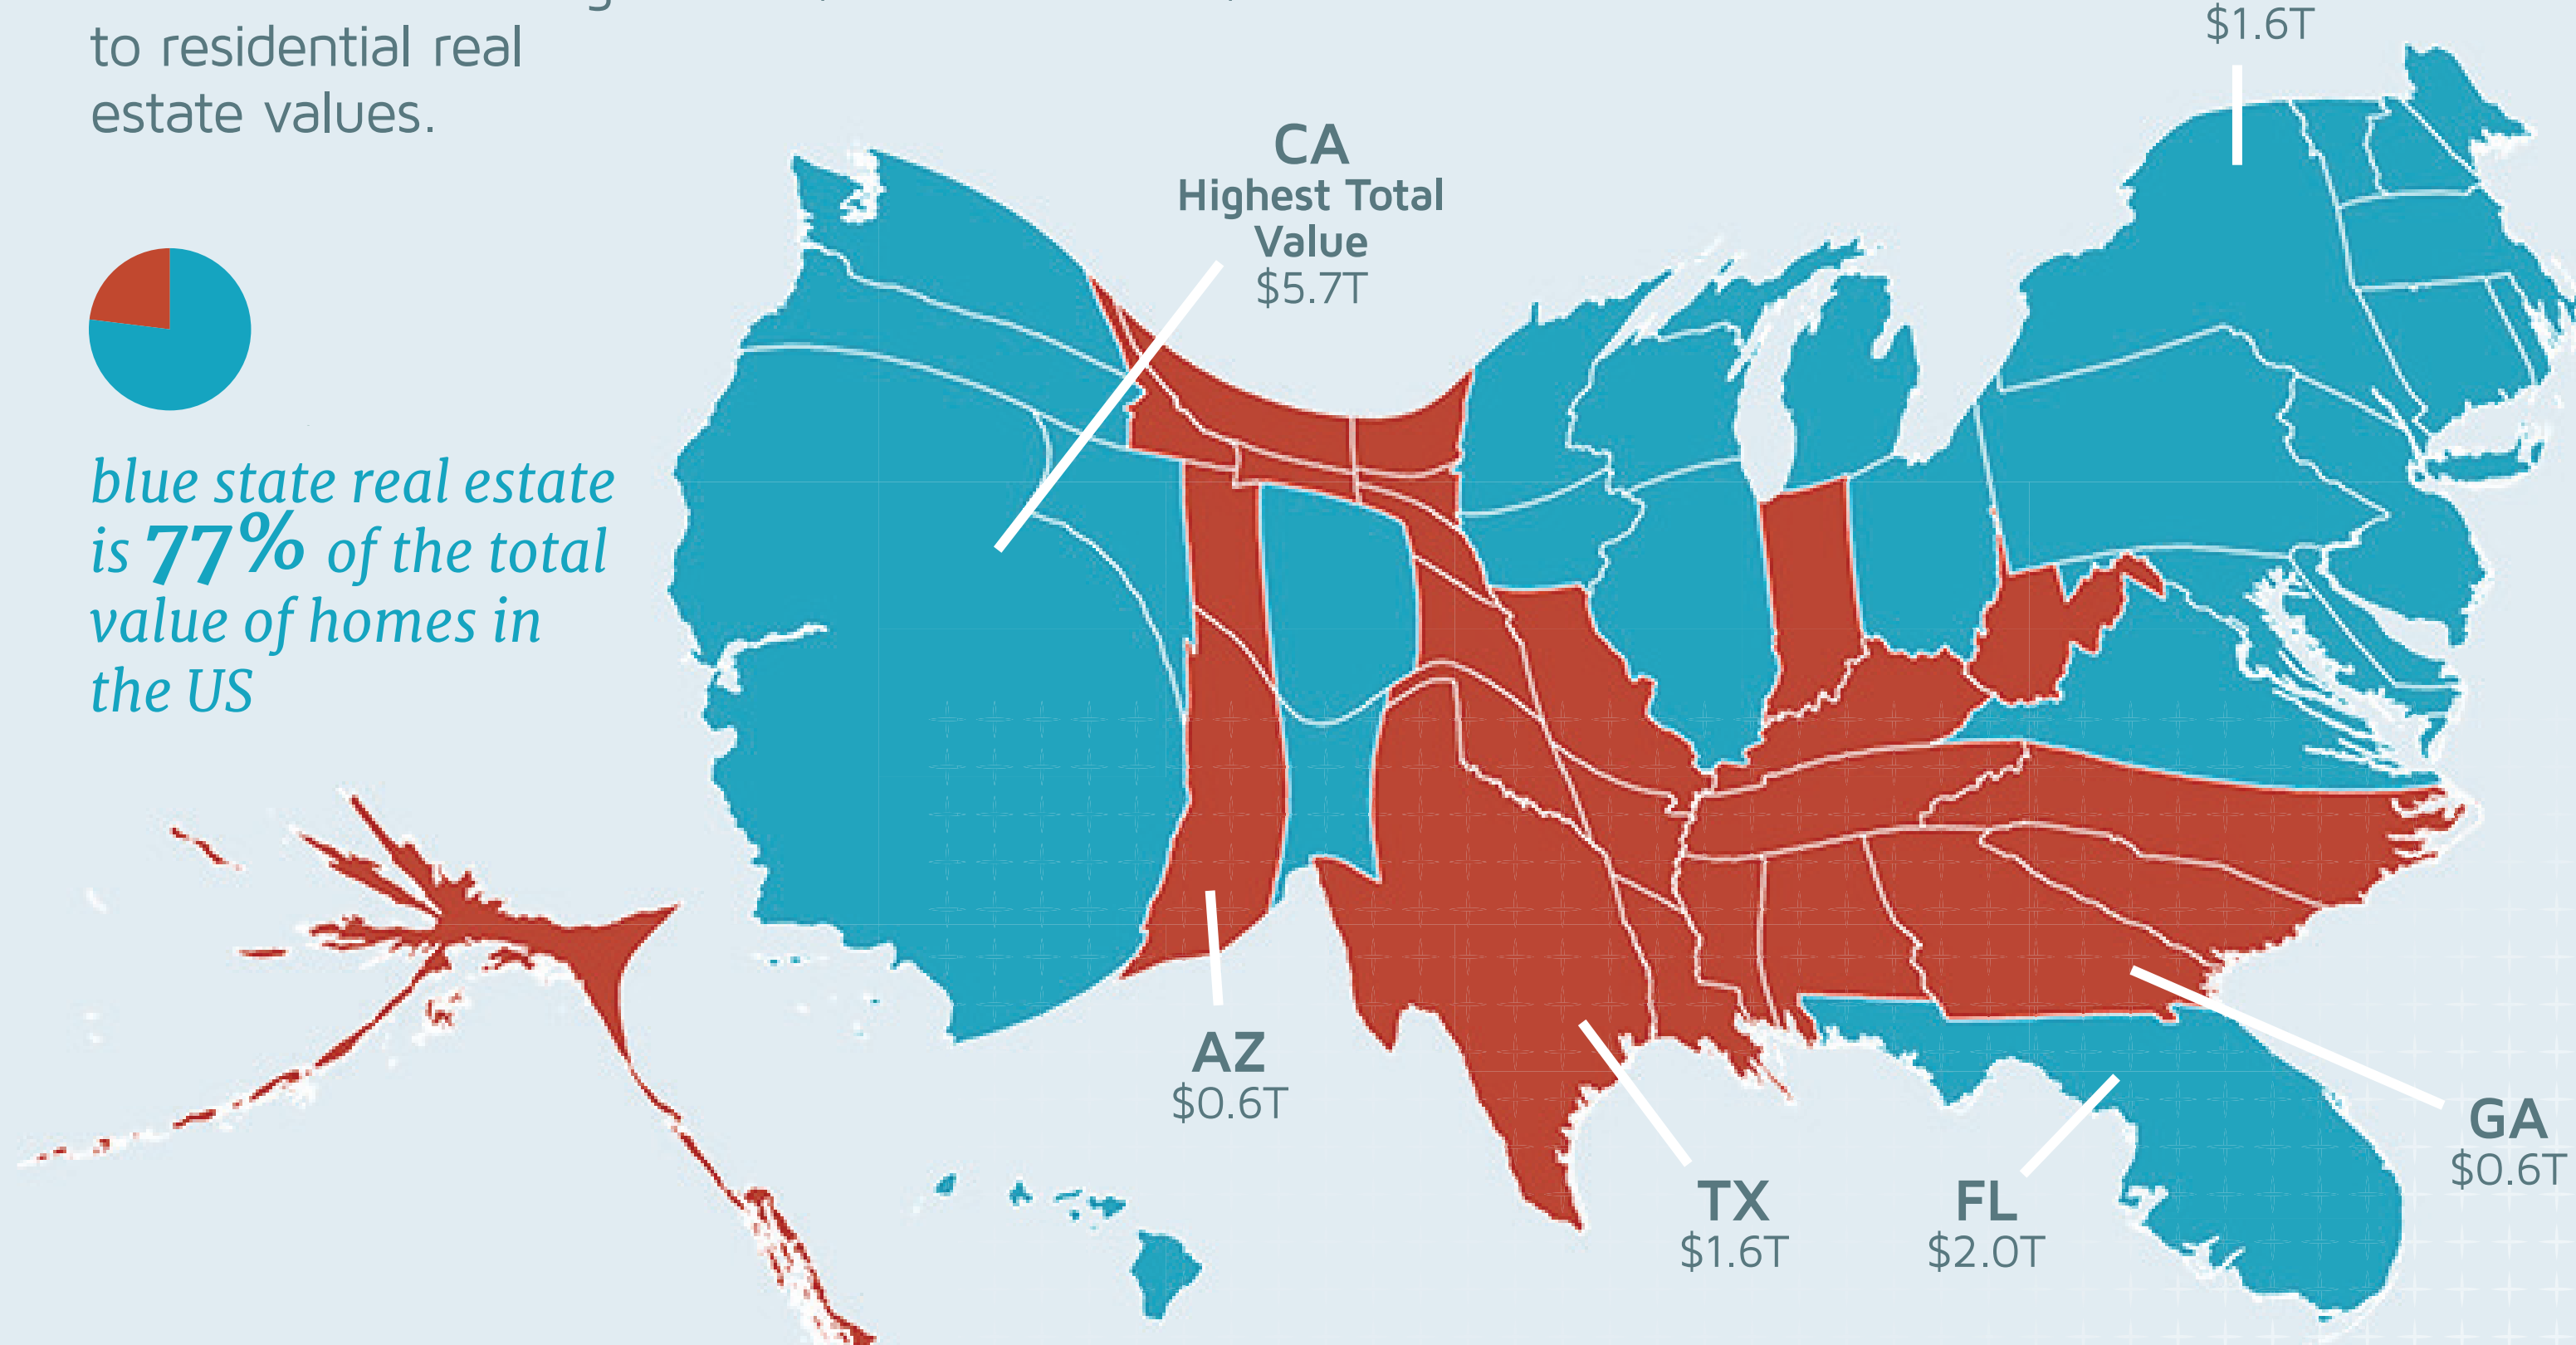 to residential real
estate values.
$1.6T
CA
Highest Total
Value
$5.7T
blue state real estate
is 77% of the total
value of homes in
the US
AZ
$0.6T
TX
$1.6T
FL
$2.0T
GA
$0.6T